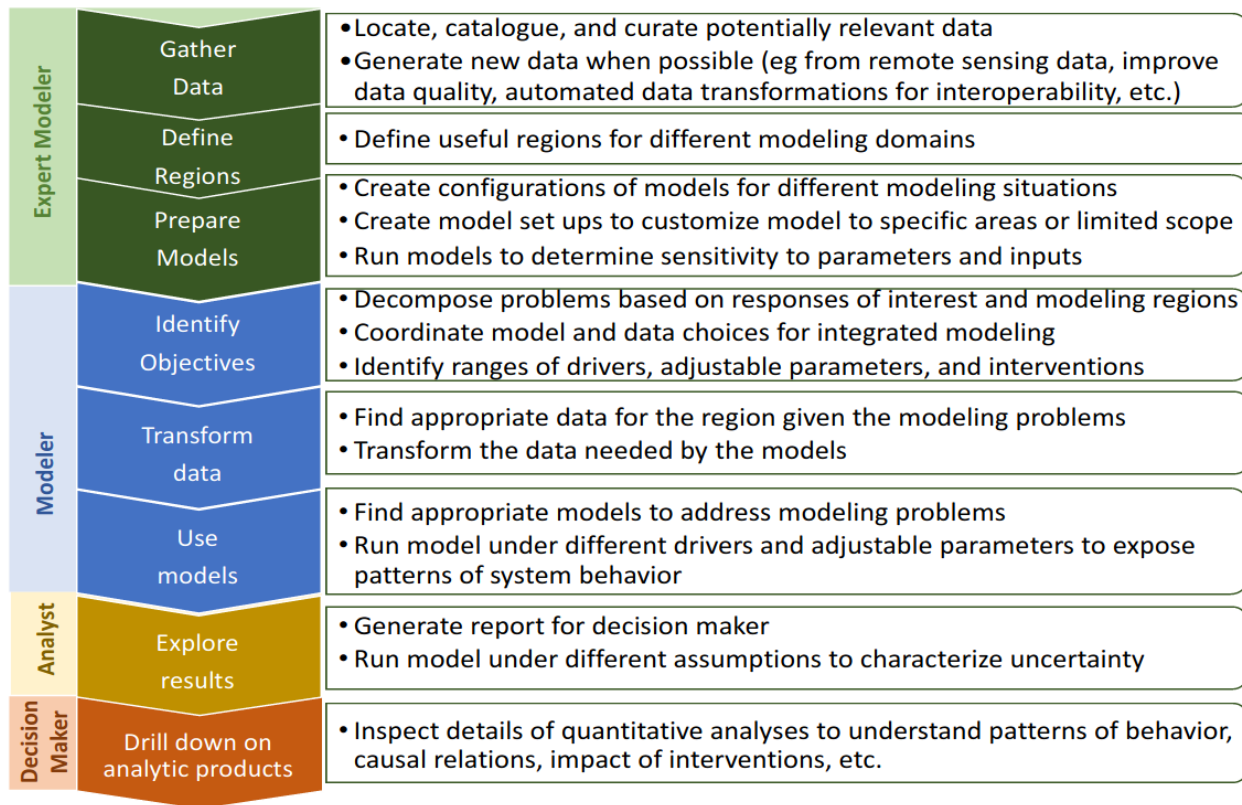 Expert Modeler
Gather
Data
•Locate, catalogue, and curate potentially relevant data
•Generate new data when possible (eg from remote sensing data, improve
data quality, automated data transformations for interoperability, etc.)
Define
Regions
• Define useful regions for different modeling domains
Prepare
Models
• Create configurations of models for different modeling situations
• Create model set ups to customize model to specific areas or limited scope
• Run models to determine sensitivity to parameters and inputs
Modeler
Identify
Objectives
• Decompose problems based on responses of interest and modeling regions
• Coordinate model and data choices for integrated modeling
• Identify ranges of drivers, adjustable parameters, and interventions
Transform
data
• Find appropriate data for the region given the modeling problems
• Transform the data needed by the models
Use
models
• Find appropriate models to address modeling problems
• Run model under different drivers and adjustable parameters to expose
patterns of system behavior
Analyst
Explore
results
• Generate report for decision maker
• Run model under different assumptions to characterize uncertainty
Decision
Maker
Drill down on
analytic products
• Inspect details of quantitative analyses to understand patterns of behavior,
causal relations, impact of interventions, etc.